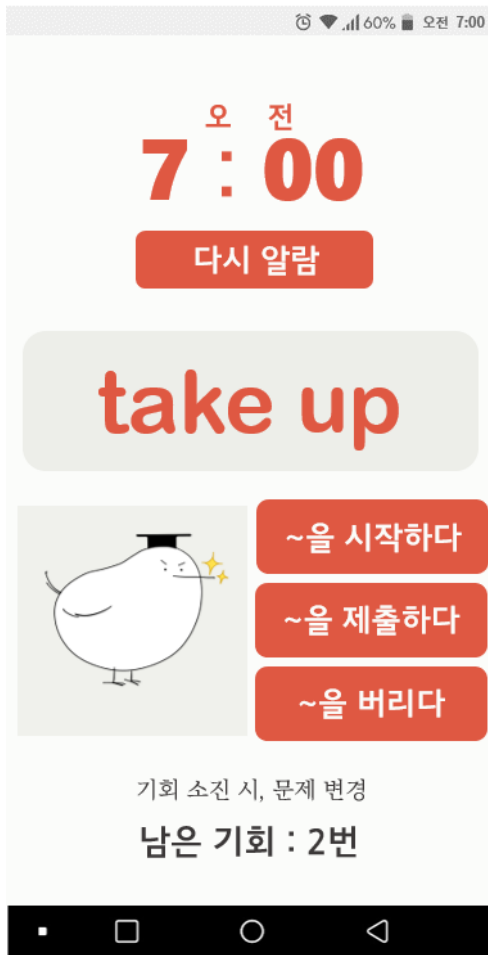 60% 오전 7:00
오 전
7 : 00
다시 알람
take up
~을 시작하다
~을 제출하다
~을 버리다
기회 소진 시, 문제 변경
남은 기회 : 2번